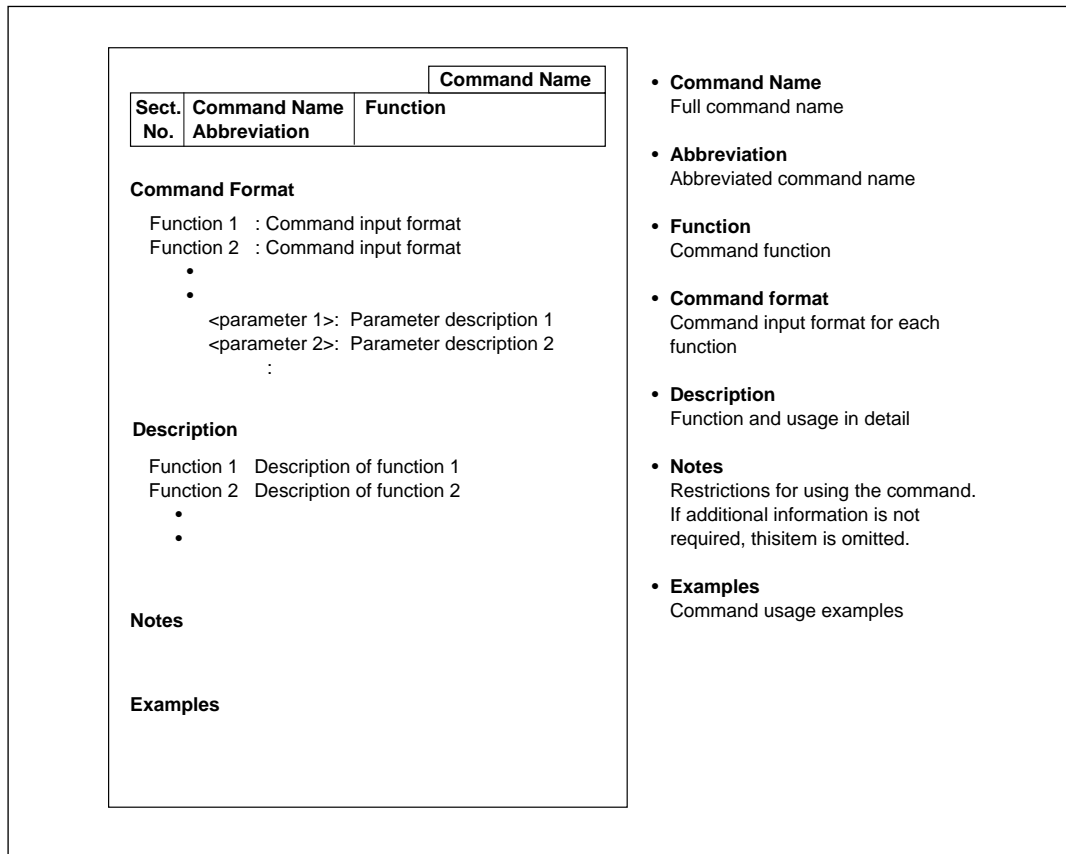 Command Name
Sect. Command Name Function
No. Abbreviation
Command Format
Function 1 : Command input format
Function 2 : Command input format
•
•
<parameter 1>: Parameter description 1
<parameter 2>: Parameter description 2
:
Description
Function 1 Description of function 1
Function 2 Description of function 2
•
•
Notes
Examples
• Command Name
Full command name
• Abbreviation
Abbreviated command name
• Function
Command function
• Command format
Command input format for each
function
• Description
Function and usage in detail
• Notes
Restrictions for using the command.
If additional information is not
required, thisitem is omitted.
• Examples
Command usage examples